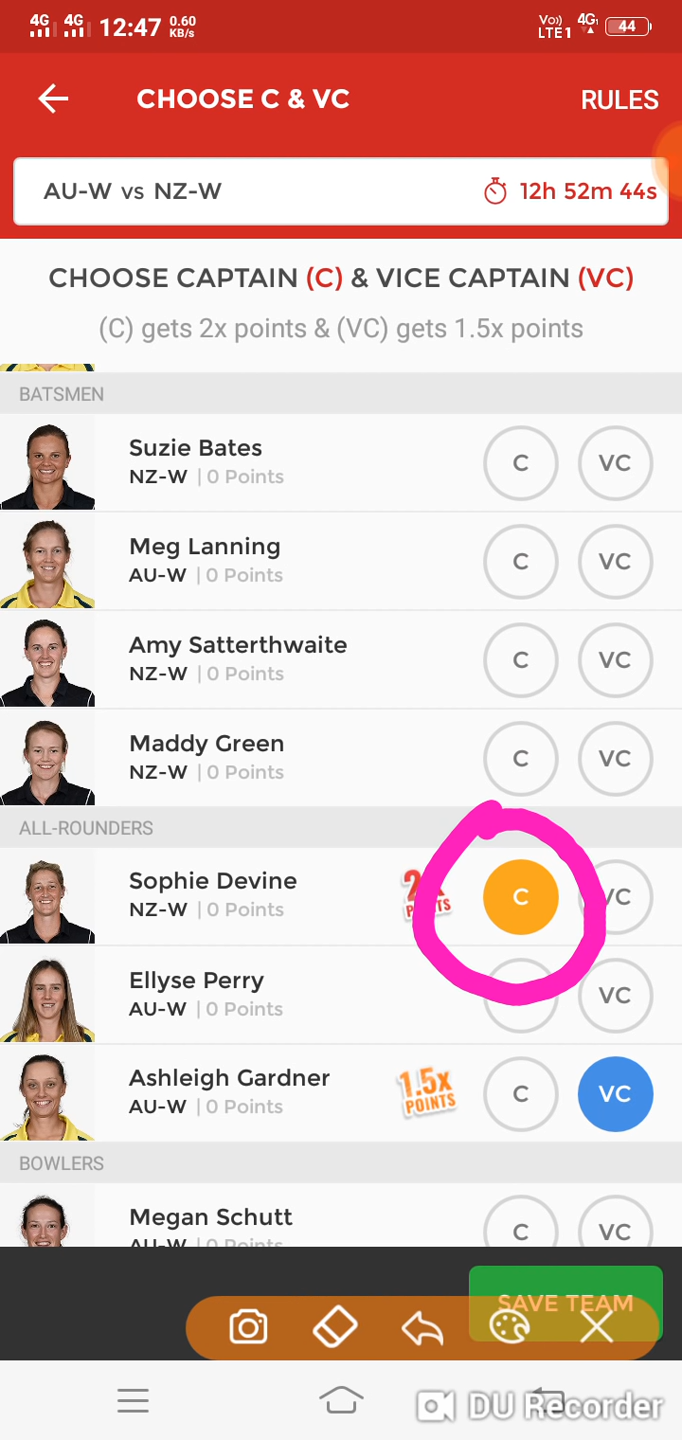 4G 4G 12:47 0.60 KB/s Vo)) LTE1 4G 44
CHOOSE C & VC RULES
AU-W vs NZ-W 12h 52m 44s
CHOOSE CAPTAIN (C) & VICE CAPTAIN (VC)
(C) gets 2x points & (VC) gets 1.5x points
BATSMEN
Suzie Bates
NZ-W | 0 Points C VC
Meg Lanning
AU-W | 0 Points C VC
Amy Satterthwaite
NZ-W | 0 Points C VC
Maddy Green
NZ-W | 0 Points C VC
ALL-ROUNDERS
Sophie Devine
NZ-W | 0 Points C VC
Ellyse Perry
AU-W | 0 Points VC
Ashleigh Gardner
AU-W | 0 Points 1.5x POINTS C VC
BOWLERS
Megan Schutt
AU-W | 0 Points C VC
SAVE TEAM
DU Recorder